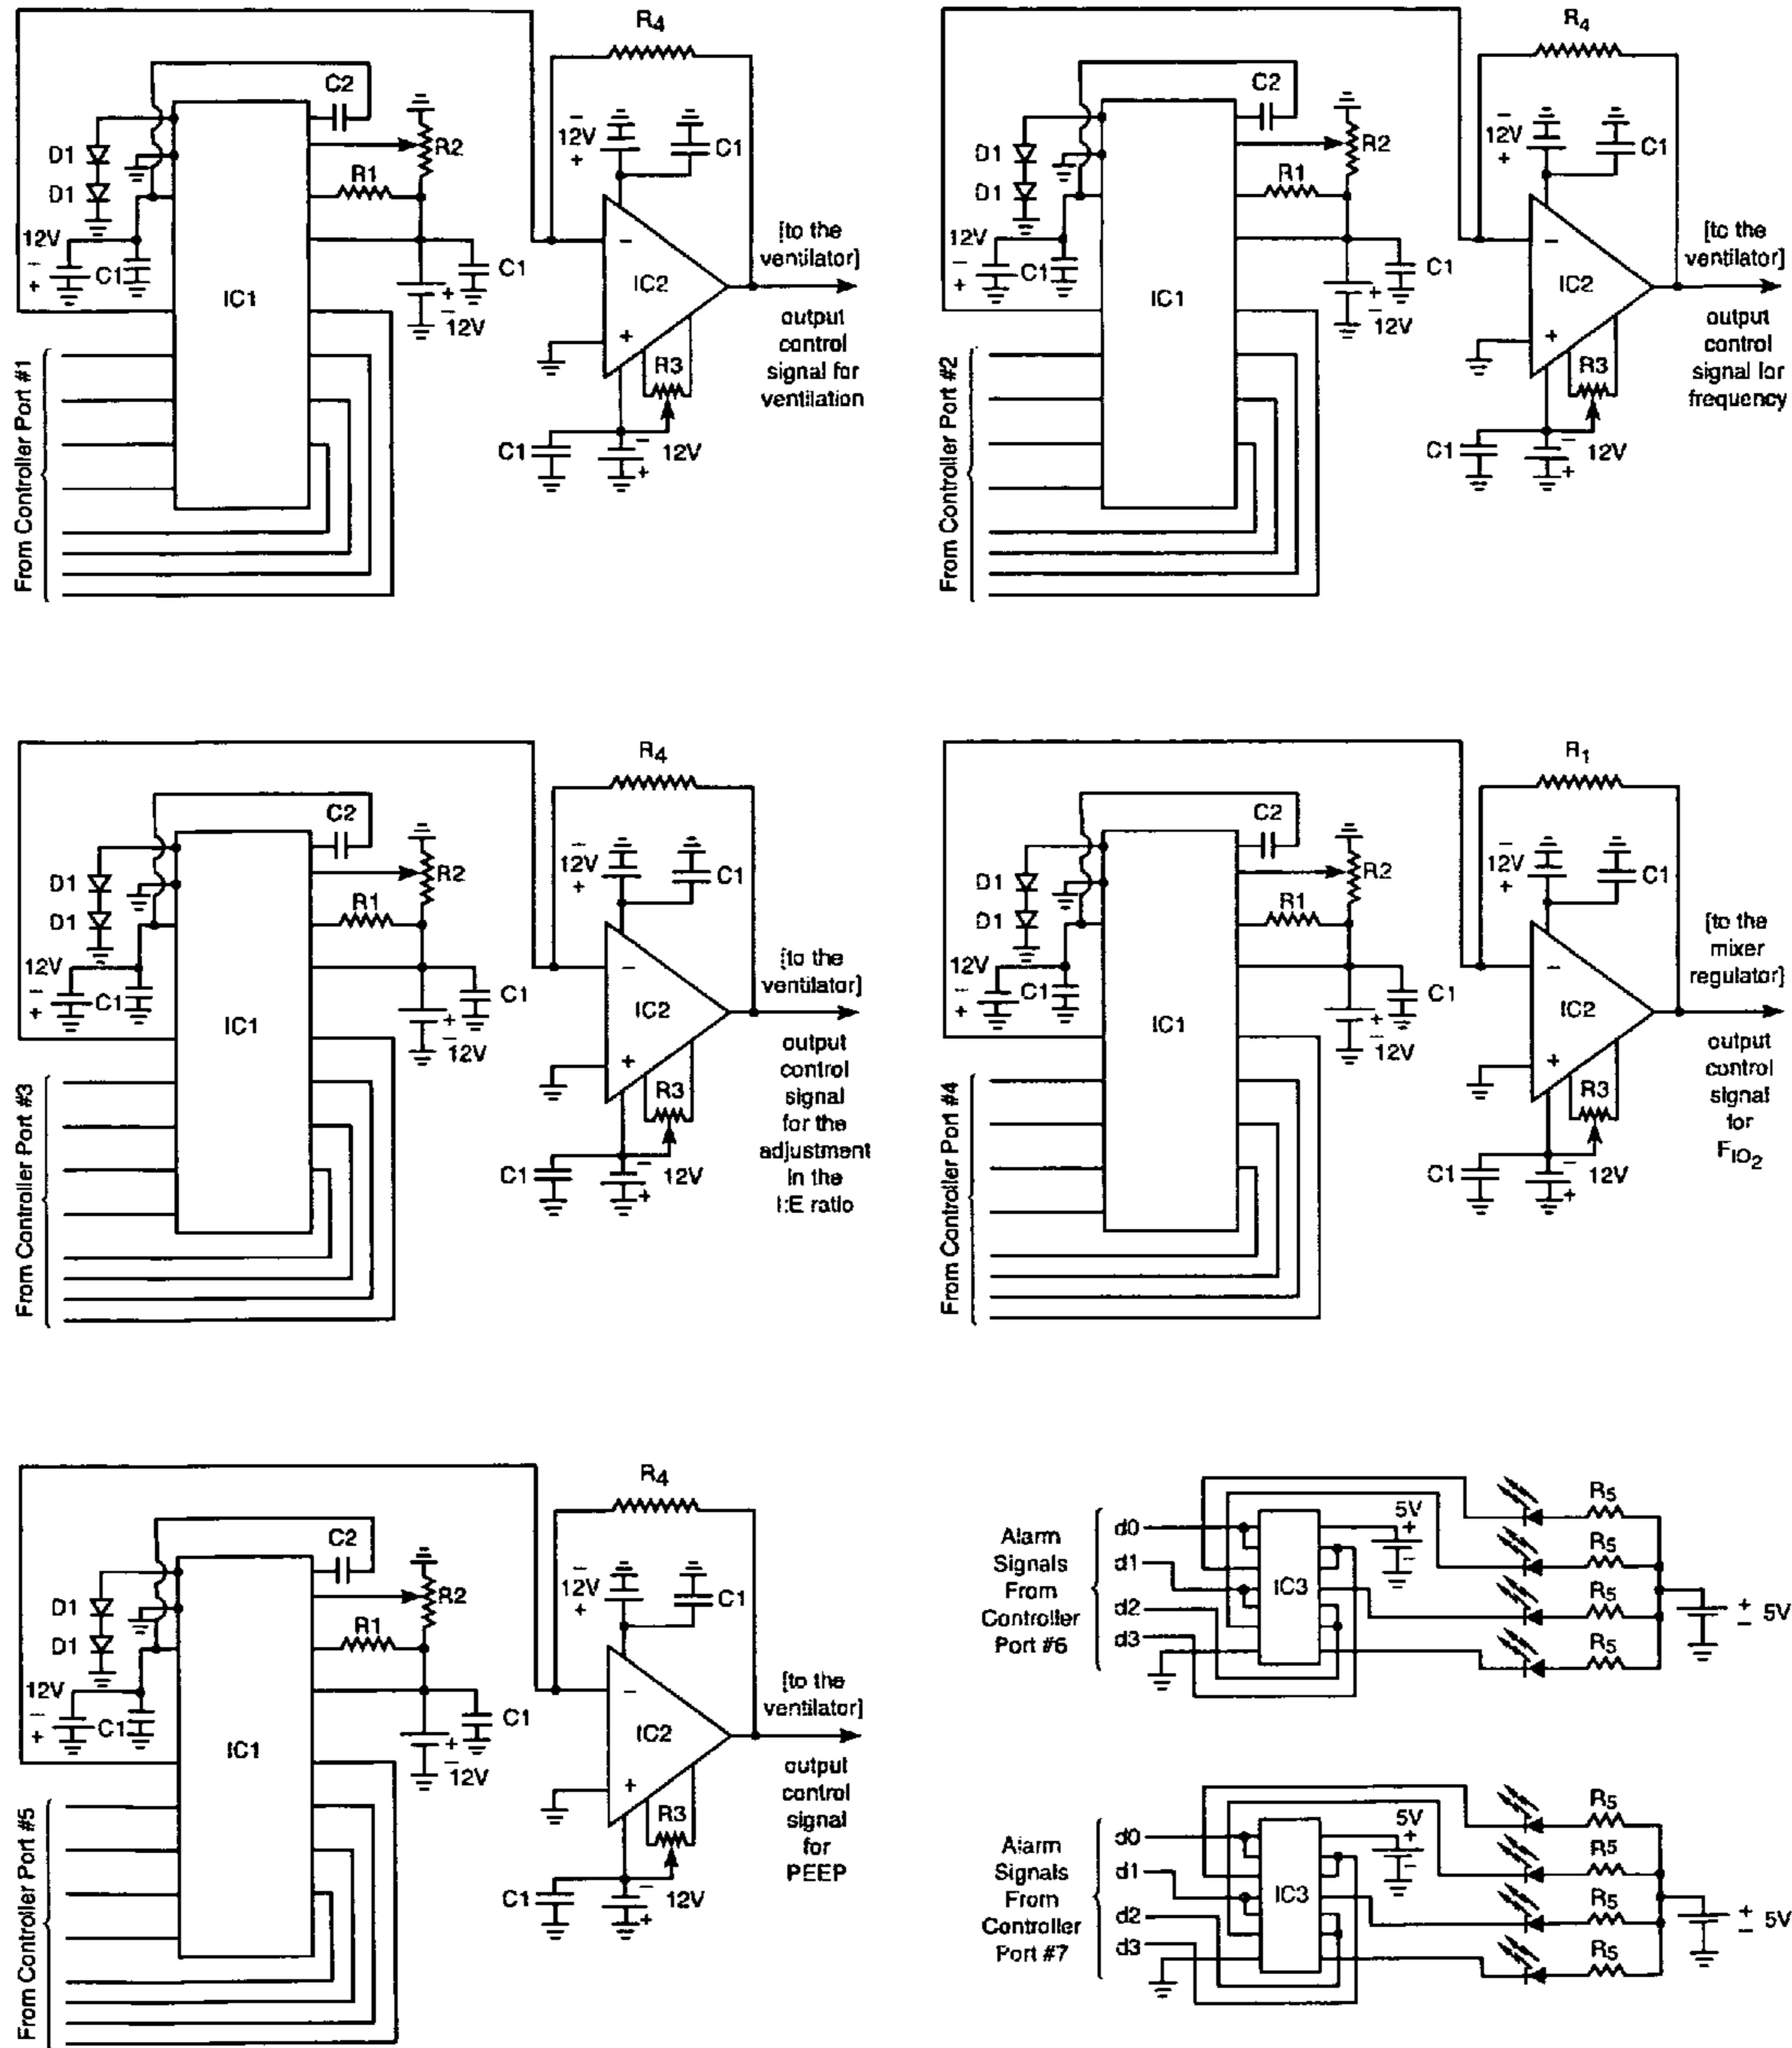 R4
C2
12V
C1
R2
D1
R1
D1
12V
C1
C1
12V
IC1
IC2
R3
C1
12V
From Controller Port #1
[to the
ventilator]
output
control
signal for
ventilation
R4
C2
12V
C1
R2
D1
R1
D1
12V
C1
C1
12V
IC1
IC2
R3
C1
12V
From Controller Port #2
[to the
ventilator]
output
control
signal for
frequency
R4
C2
12V
C1
R2
D1
R1
D1
12V
C1
C1
12V
IC1
IC2
R3
C1
12V
From Controller Port #3
[to the
ventilator]
output
control
signal
for the
adjustment
in the
I:E ratio
R1
C2
12V
C1
R2
D1
R1
D1
12V
C1
C1
12V
IC1
IC2
R3
C1
12V
From Controller Port #4
[to the
mixer
regulator]
output
control
signal
for
FIO2
R4
C2
12V
C1
R2
D1
R1
D1
12V
C1
C1
12V
IC1
IC2
R3
C1
12V
From Controller Port #5
[to the
ventilator]
output
control
signal
for
PEEP
Alarm
Signals
From
Controller
Port #6
d0
d1
d2
d3
IC3
5V
R5
R5
R5
R5
5V
Alarm
Signals
From
Controller
Port #7
d0
d1
d2
d3
IC3
5V
R5
R5
R5
R5
5V